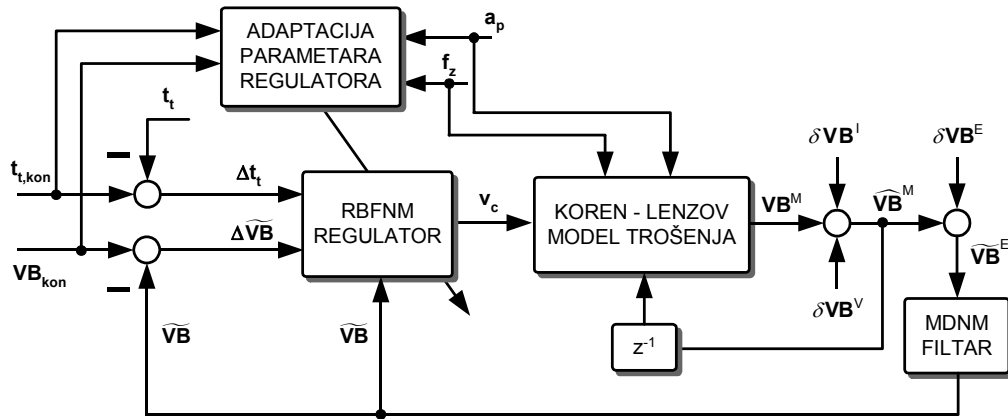 ADAPTACIJA
PARAMETARA
REGULATORA
a_p
f_z
t_t
t_t,kon
Δt_t
ΔṼB
VB_kon
ṼB
ṼB
RBFNM
REGULATOR
v_c
KOREN - LENZOV
MODEL TROŠENJA
z⁻¹
VB^M
δVB^I
δVB^V
V͡B^M
δVB^E
ṼB^E
MDNM
FILTAR